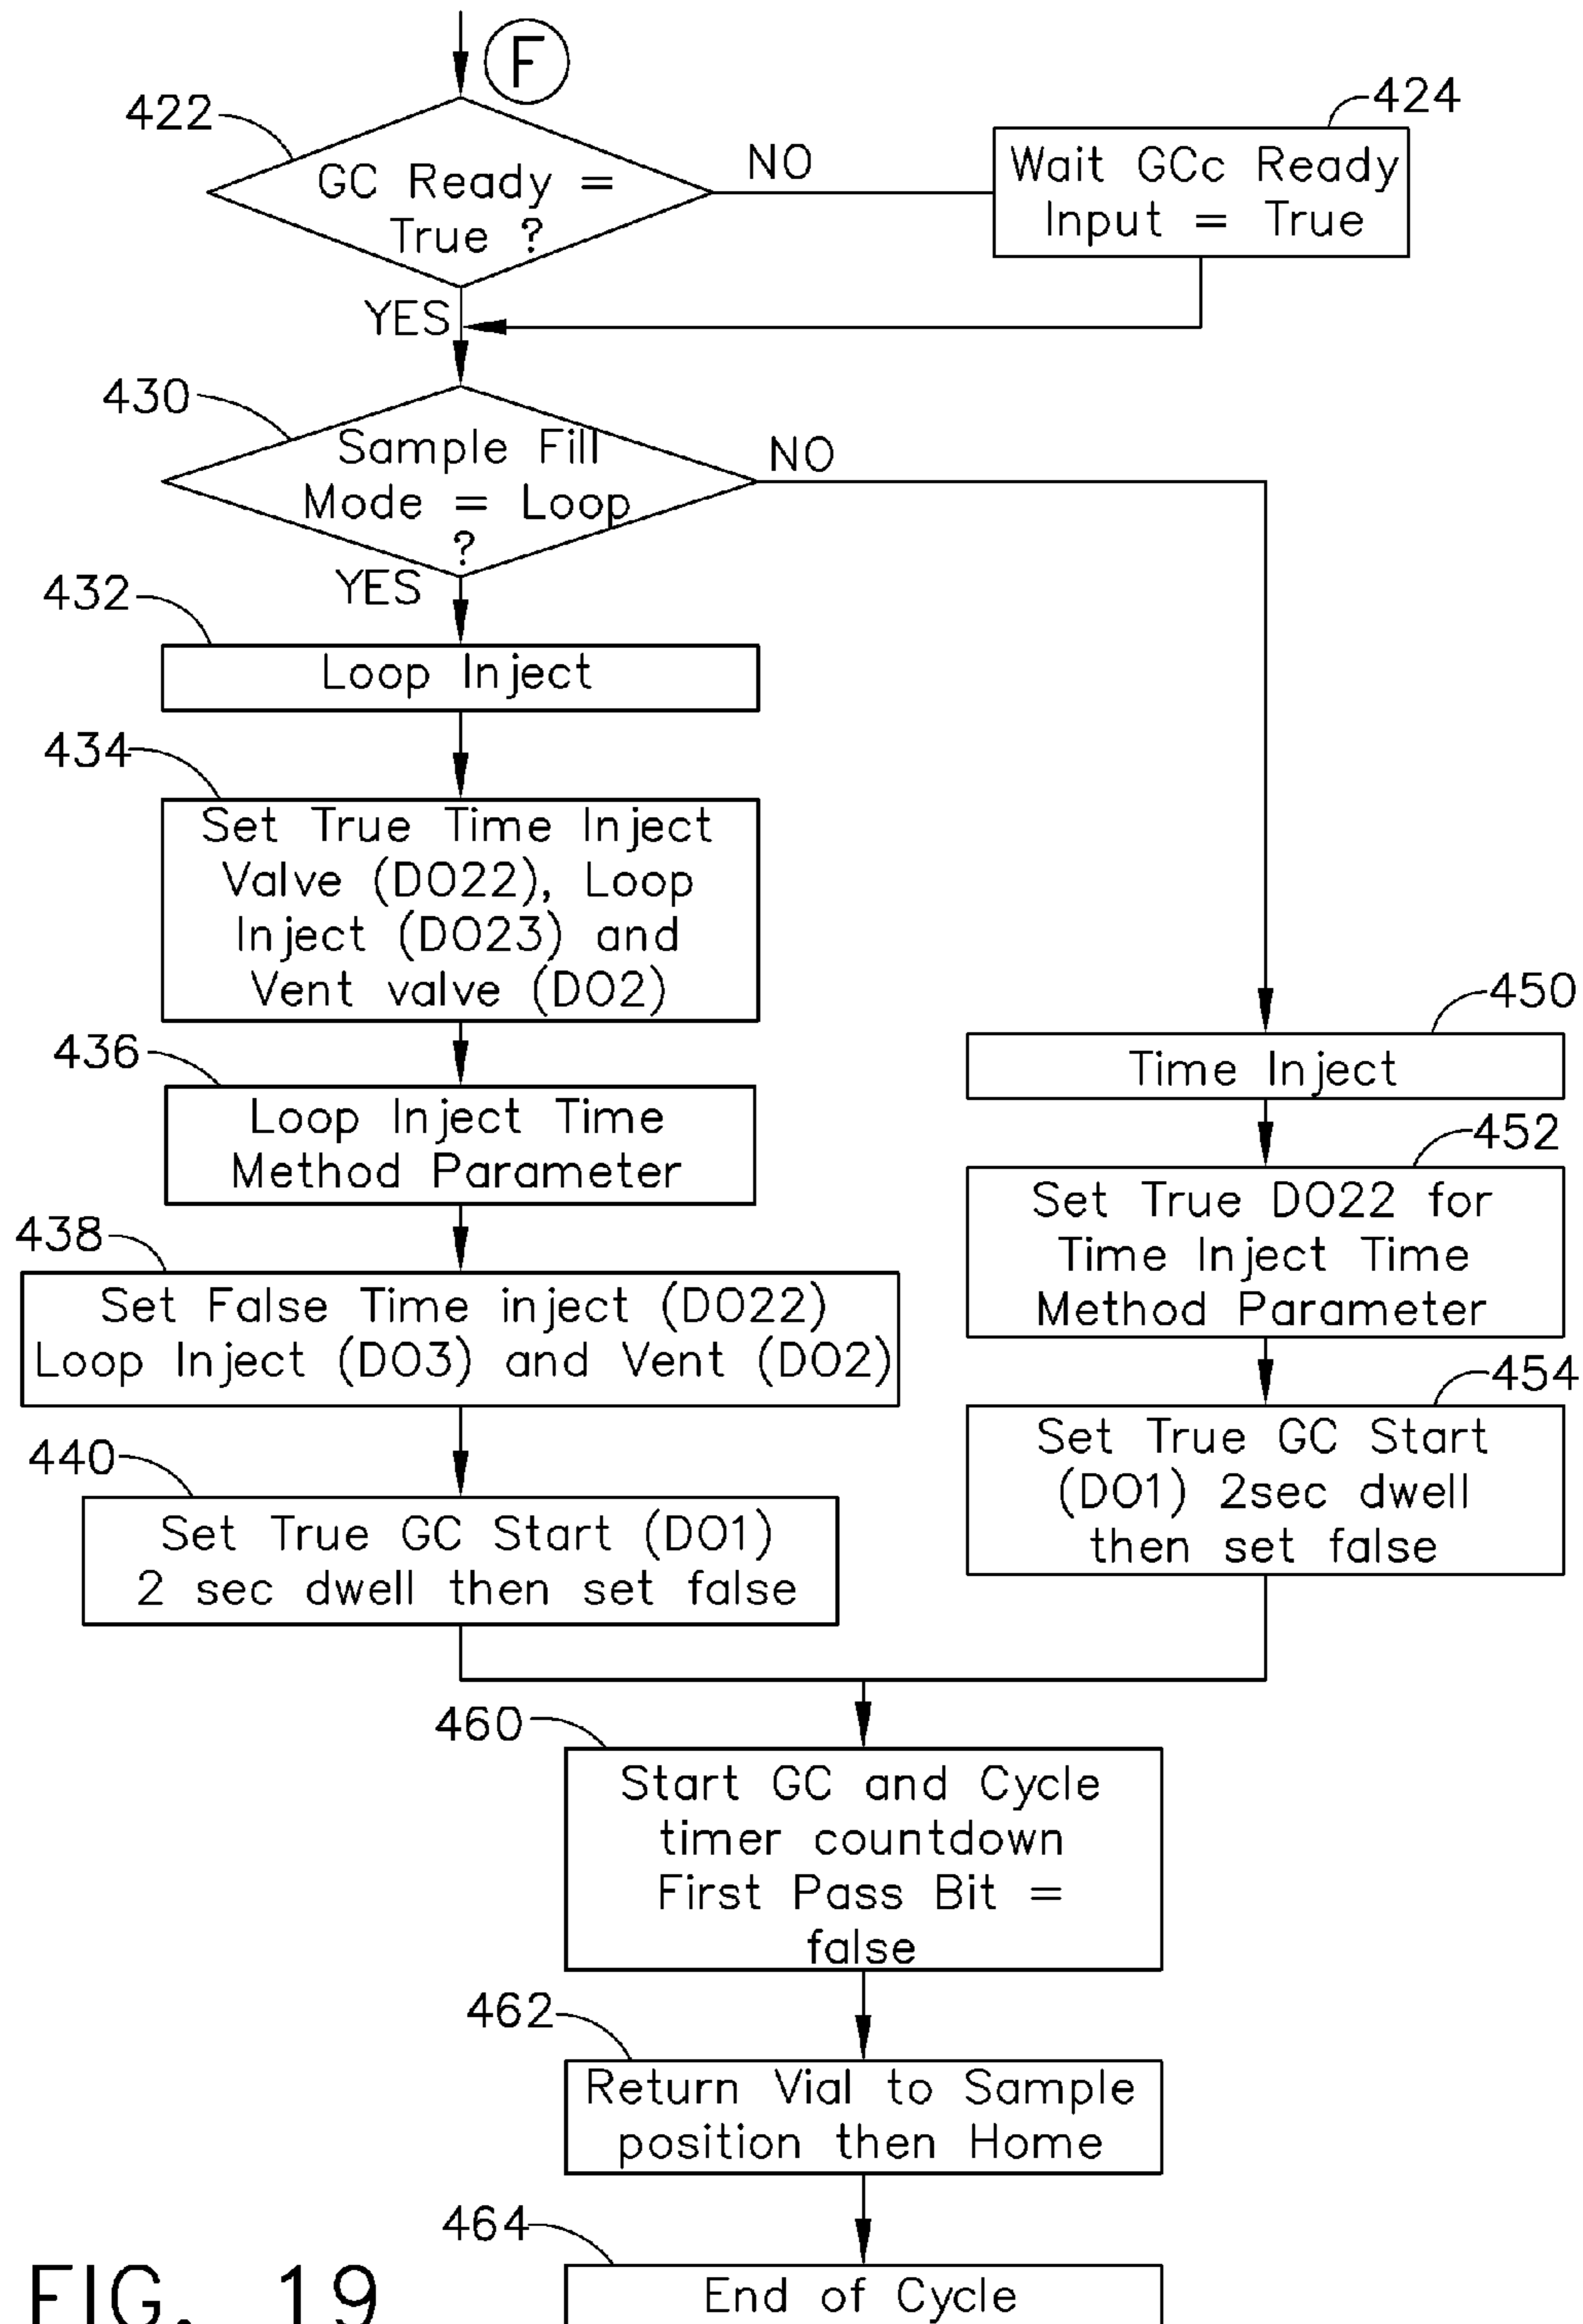 F
422
GC Ready =
True ?
NO
424
Wait GCc Ready
Input = True
YES
430
Sample Fill
Mode = Loop
?
NO
YES
432
Loop Inject
434
Set True Time Inject
Valve (DO22), Loop
Inject (DO23) and
Vent valve (DO2)
436
Loop Inject Time
Method Parameter
438
Set False Time inject (DO22)
Loop Inject (DO3) and Vent (DO2)
440
Set True GC Start (DO1)
2 sec dwell then set false
450
Time Inject
452
Set True DO22 for
Time Inject Time
Method Parameter
454
Set True GC Start
(DO1) 2sec dwell
then set false
460
Start GC and Cycle
timer countdown
First Pass Bit =
false
462
Return Vial to Sample
position then Home
464
End of Cycle
FIG. 19